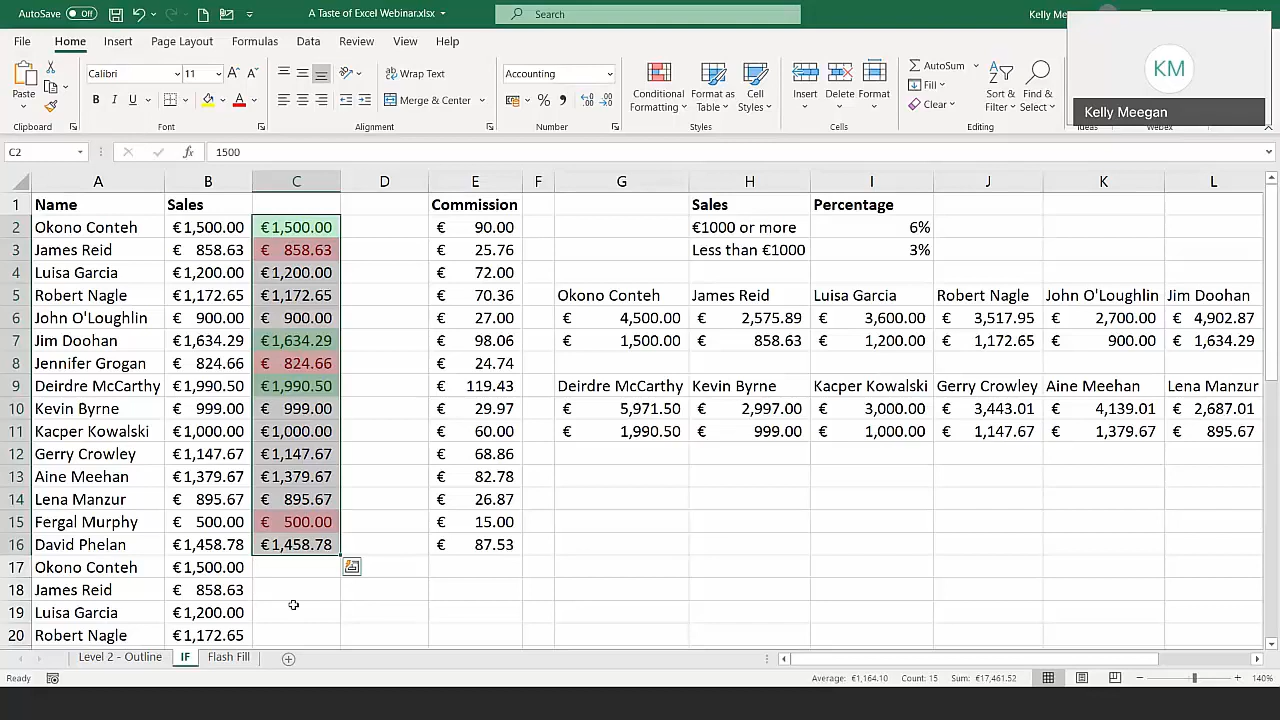 AutoSave Off A Taste of Excel Webinar.xlsx Search Kelly Me
File Home Insert Page Layout Formulas Data Review View Help
KM
Kelly Meegan
Paste Calibri 11 Wrap Text Accounting Conditional Formatting Format as Table Cell Styles Insert Delete Format AutoSum Sort & Filter Find & Select
B I U A Merge & Center % Fill
Clear
Clipboard Font Alignment Number Styles Cells Editing
C2 fx 1500
A B C D E F G H I J K L
1 Name Sales Commission Sales Percentage
2 Okono Conteh €1,500.00 €1,500.00 € 90.00 €1000 or more 6%
3 James Reid € 858.63 € 858.63 € 25.76 Less than €1000 3%
4 Luisa Garcia €1,200.00 €1,200.00 € 72.00
5 Robert Nagle €1,172.65 €1,172.65 € 70.36 Okono Conteh James Reid Luisa Garcia Robert Nagle John O'Loughlin Jim Doohan
6 John O'Loughlin € 900.00 € 900.00 € 27.00 € 4,500.00 € 2,575.89 € 3,600.00 € 3,517.95 € 2,700.00 € 4,902.87
7 Jim Doohan €1,634.29 €1,634.29 € 98.06 € 1,500.00 € 858.63 € 1,200.00 € 1,172.65 € 900.00 € 1,634.29
8 Jennifer Grogan € 824.66 € 824.66 € 24.74
9 Deirdre McCarthy €1,990.50 €1,990.50 € 119.43 Deirdre McCarthy Kevin Byrne Kacper Kowalski Gerry Crowley Aine Meehan Lena Manzur
10 Kevin Byrne € 999.00 € 999.00 € 29.97 € 5,971.50 € 2,997.00 € 3,000.00 € 3,443.01 € 4,139.01 € 2,687.01
11 Kacper Kowalski €1,000.00 €1,000.00 € 60.00 € 1,990.50 € 999.00 € 1,000.00 € 1,147.67 € 1,379.67 € 895.67
12 Gerry Crowley €1,147.67 €1,147.67 € 68.86
13 Aine Meehan €1,379.67 €1,379.67 € 82.78
14 Lena Manzur € 895.67 € 895.67 € 26.87
15 Fergal Murphy € 500.00 € 500.00 € 15.00
16 David Phelan €1,458.78 €1,458.78 € 87.53
17 Okono Conteh €1,500.00
18 James Reid € 858.63
19 Luisa Garcia €1,200.00
20 Robert Nagle €1,172.65
Level 2 - Outline IF Flash Fill
Ready Average: €1,164.10 Count: 15 Sum: €17,461.52 140%